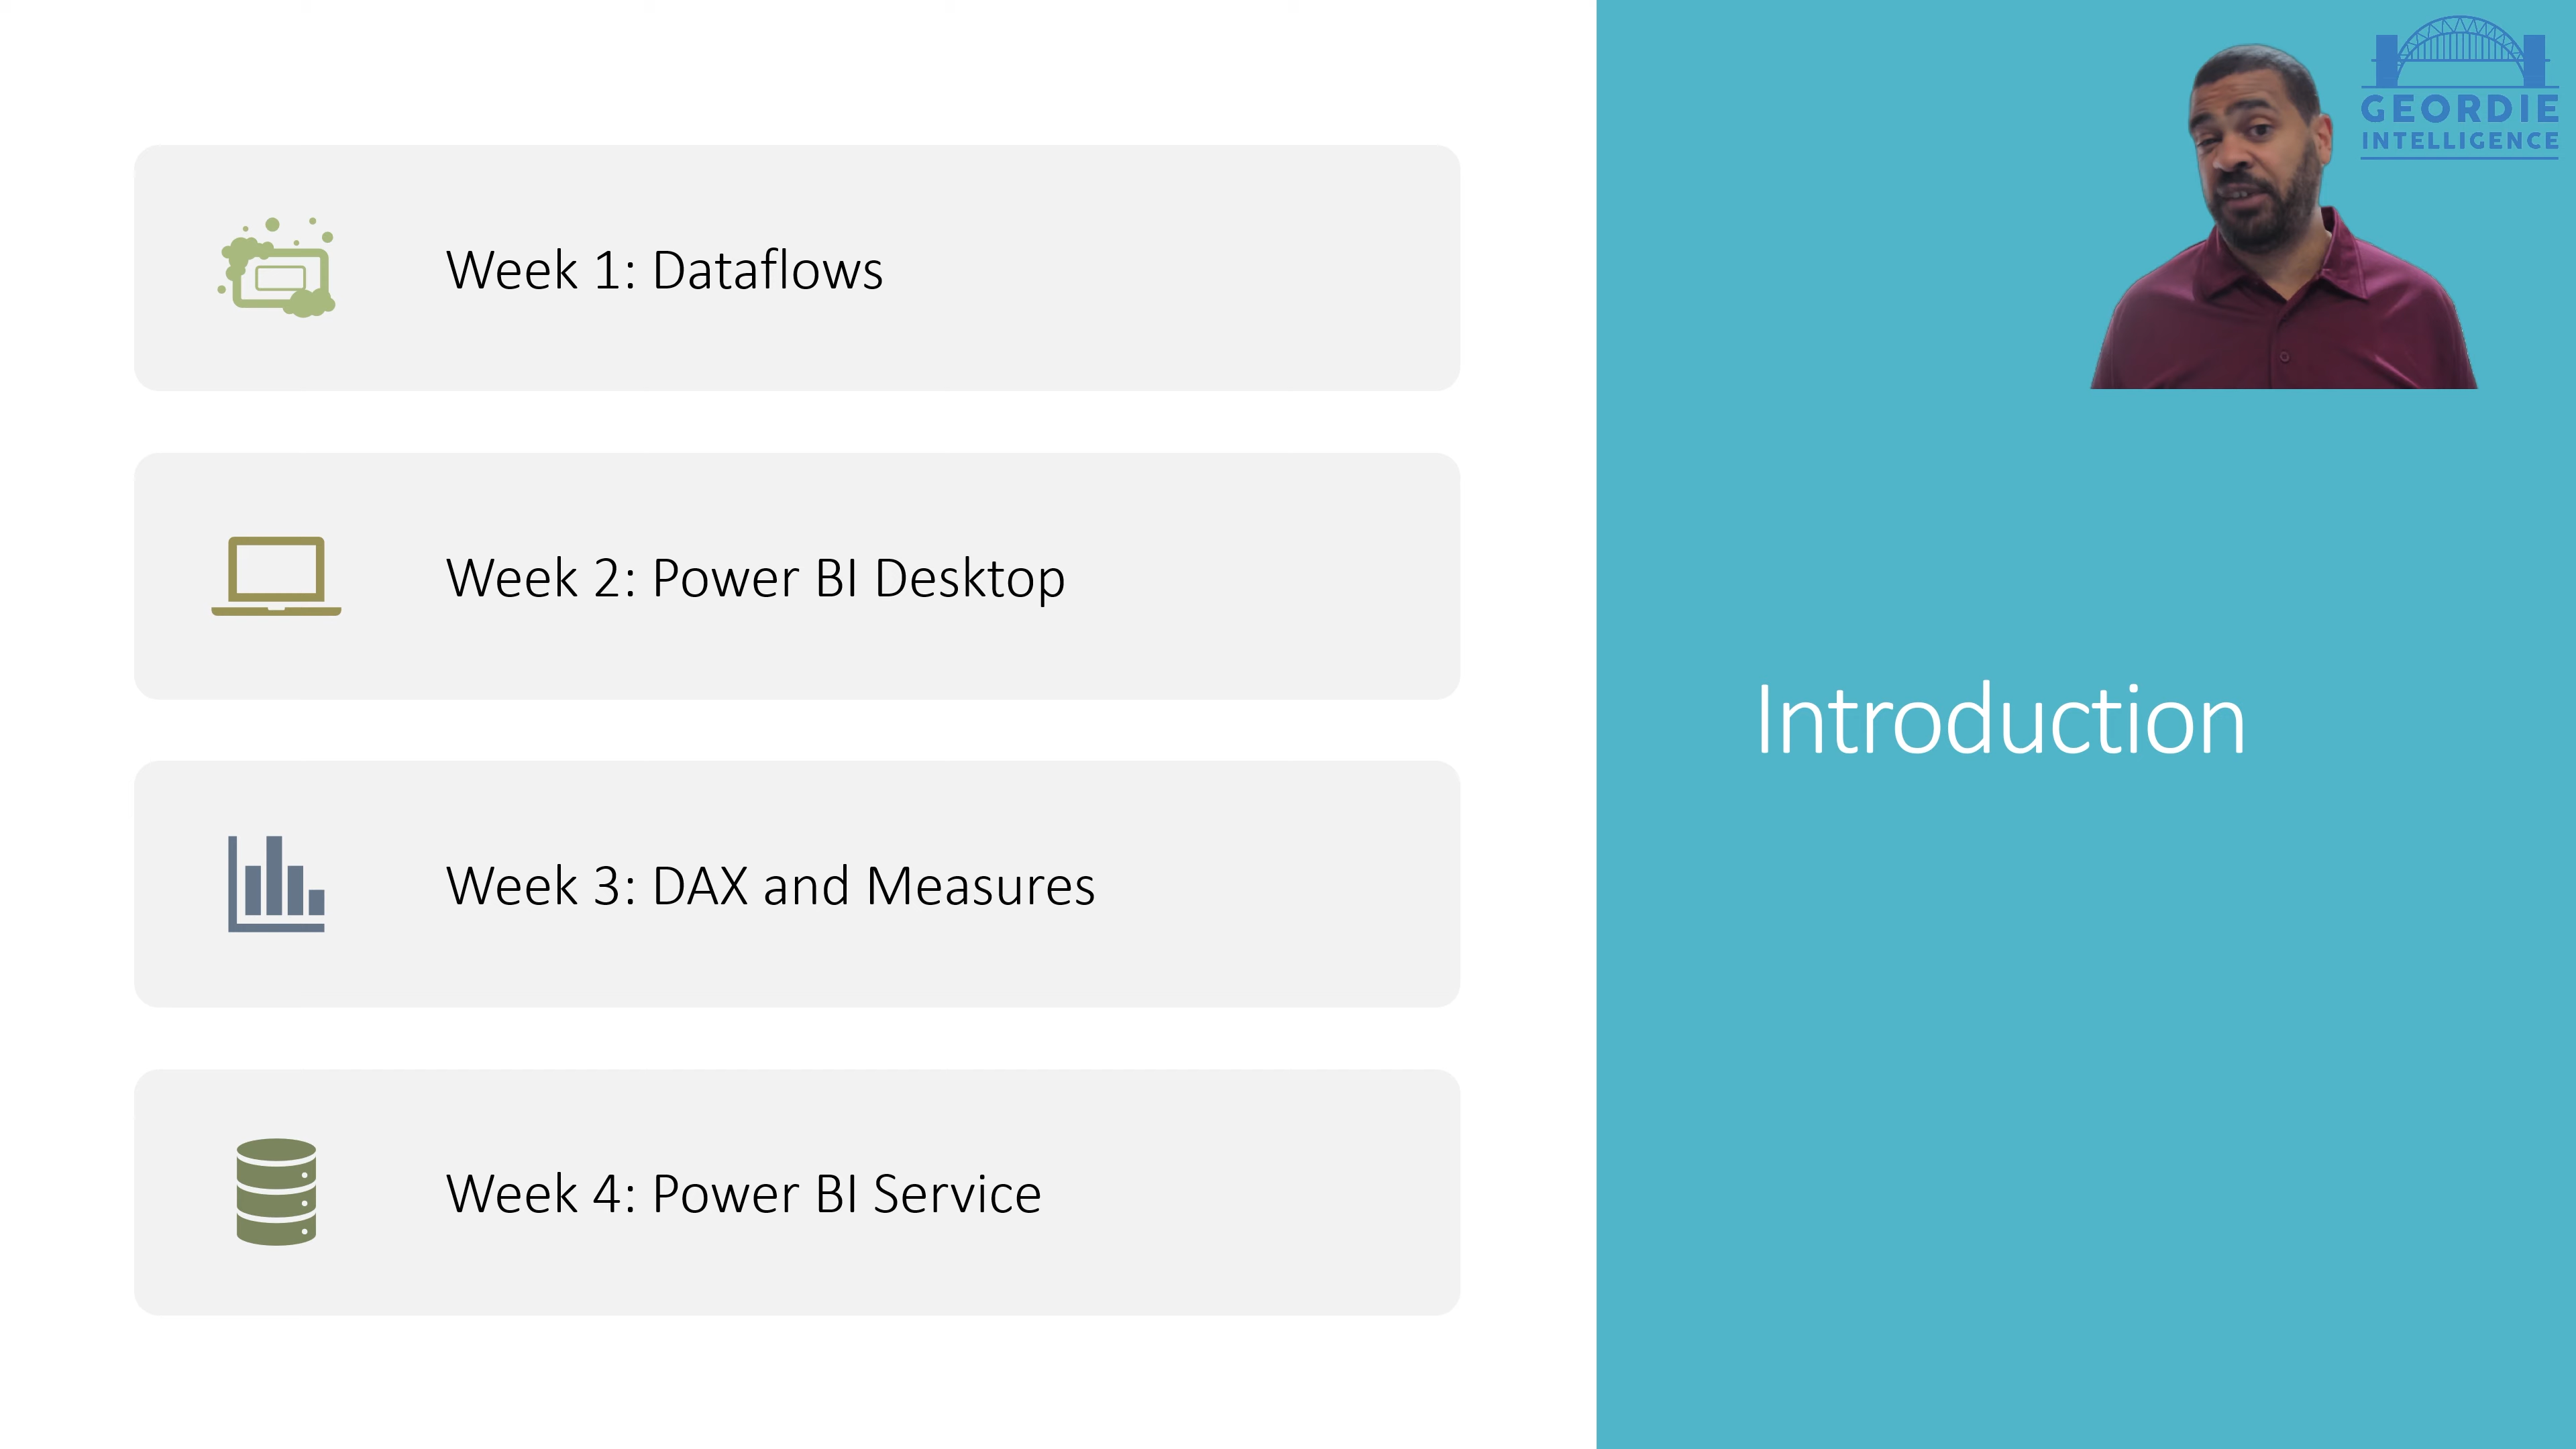 Week 1: Dataflows
Week 2: Power BI Desktop
Week 3: DAX and Measures
Week 4: Power BI Service
GEORDIE
INTELLIGENCE
Introduction